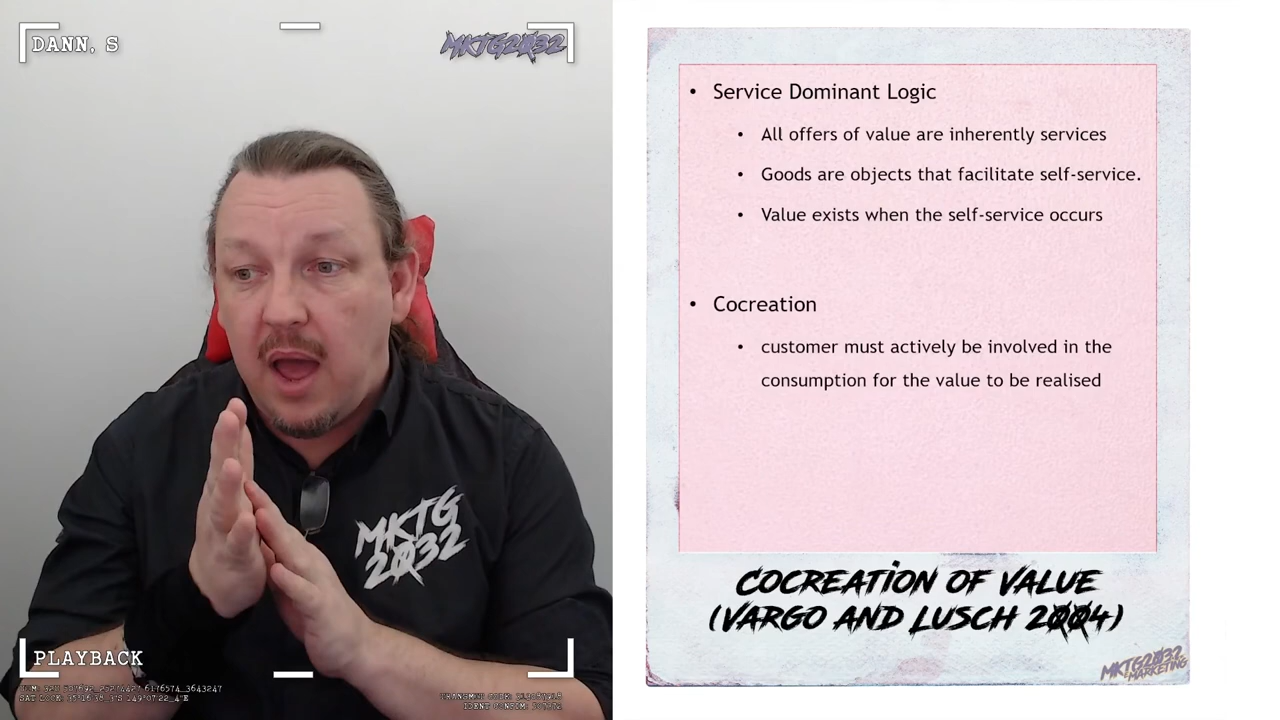 DANN, S
MKTG2032
MKTG
2032
PLAYBACK
Service Dominant Logic
All offers of value are inherently services
Goods are objects that facilitate self-service.
Value exists when the self-service occurs
Cocreation
customer must actively be involved in the
consumption for the value to be realised
COCREATION OF VALUE
(VARGO AND LUSCH 2004)
MKTG2032
MARKETING